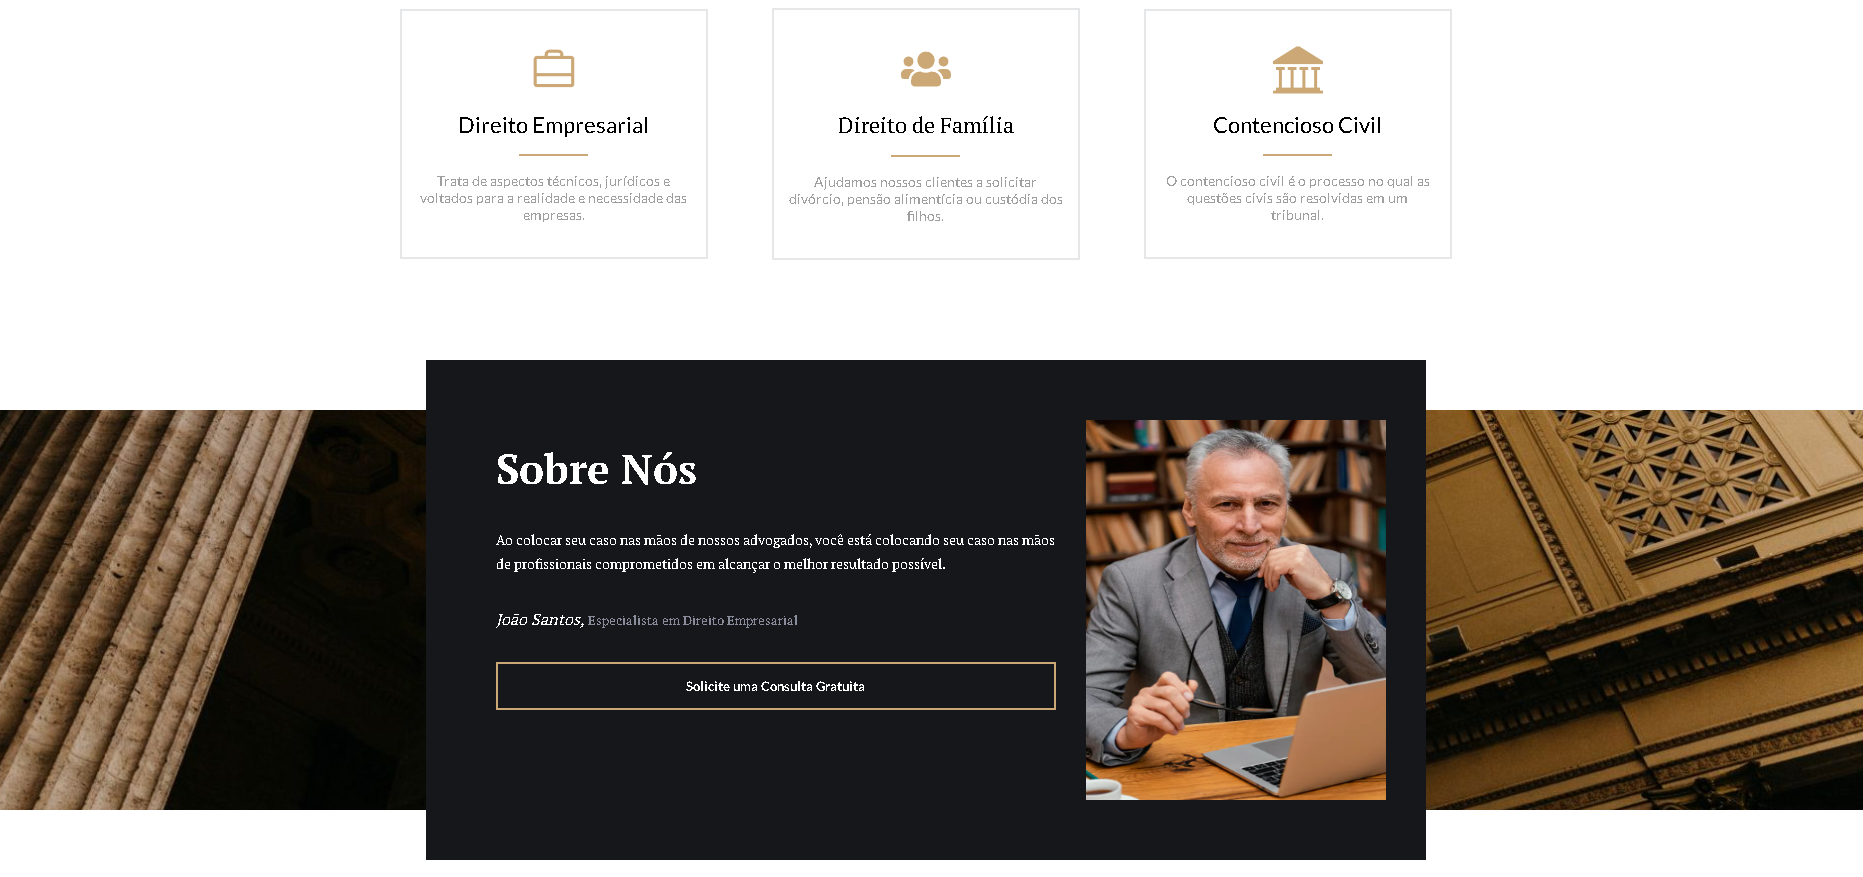 Direito Empresarial
Trata de aspectos técnicos, jurídicos e
voltados para a realidade e necessidade das
empresas.
Direito de Família
Ajudamos nossos clientes a solicitar
divórcio, pensão alimentícia ou custódia dos
filhos.
Contencioso Civil
O contencioso civil é o processo no qual as
questões civis são resolvidas em um
tribunal.
Sobre Nós
Ao colocar seu caso nas mãos de nossos advogados, você está colocando seu caso nas mãos
de profissionais comprometidos em alcançar o melhor resultado possível.
João Santos, Especialista em Direito Empresarial
Solicite uma Consulta Gratuita